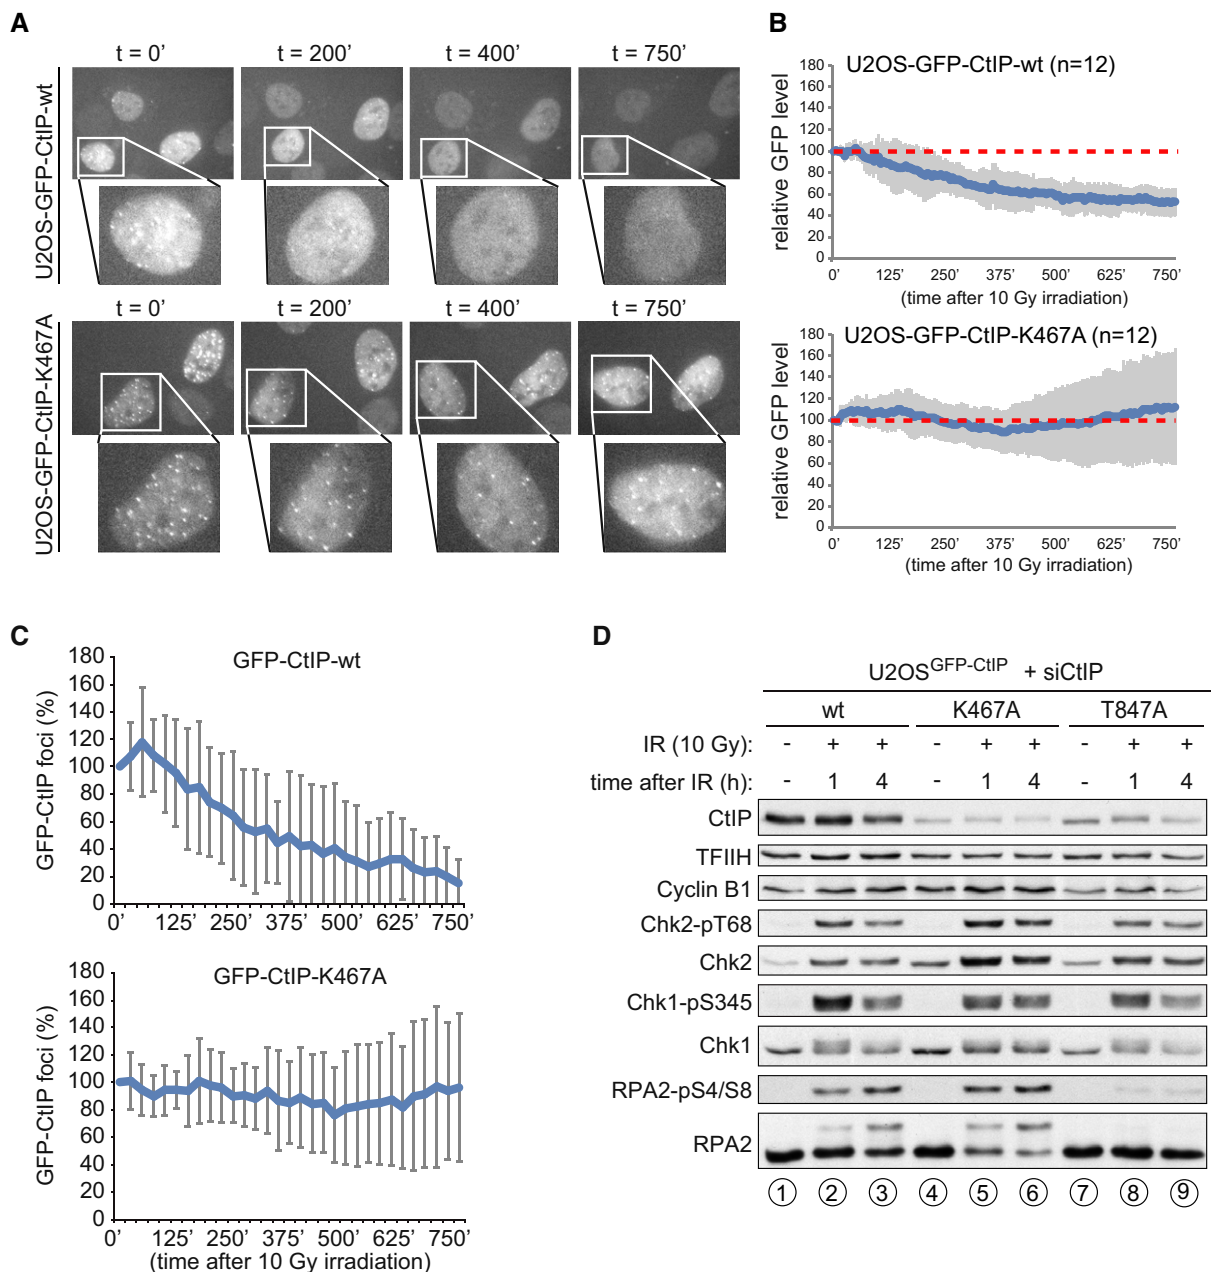 A
t = 0’ t = 200’ t = 400’ t = 750’
U2OS-GFP-CtIP-wt
t = 0’ t = 200’ t = 400’ t = 750’
U2OS-GFP-CtIP-K467A
B
U2OS-GFP-CtIP-wt (n=12)
relative GFP level
180
160
140
120
100
80
60
40
20
0
0’ 125’ 250’ 375’ 500’ 625’ 750’
(time after 10 Gy irradiation)
U2OS-GFP-CtIP-K467A (n=12)
relative GFP level
180
160
140
120
100
80
60
40
20
0
0’ 125’ 250’ 375’ 500’ 625’ 750’
(time after 10 Gy irradiation)
C
GFP-CtIP-wt
GFP-CtIP foci (%)
180
160
140
120
100
80
60
40
20
0
0’ 125’ 250’ 375’ 500’ 625’ 750’
GFP-CtIP-K467A
GFP-CtIP foci (%)
180
160
140
120
100
80
60
40
20
0
0’ 125’ 250’ 375’ 500’ 625’ 750’
(time after 10 Gy irradiation)
D
U2OS^GFP-CtIP + siCtIP
wt K467A T847A
IR (10 Gy): - + + - + + - + +
time after IR (h): - 1 4 - 1 4 - 1 4
CtIP
TFIIH
Cyclin B1
Chk2-pT68
Chk2
Chk1-pS345
Chk1
RPA2-pS4/S8
RPA2
1 2 3 4 5 6 7 8 9